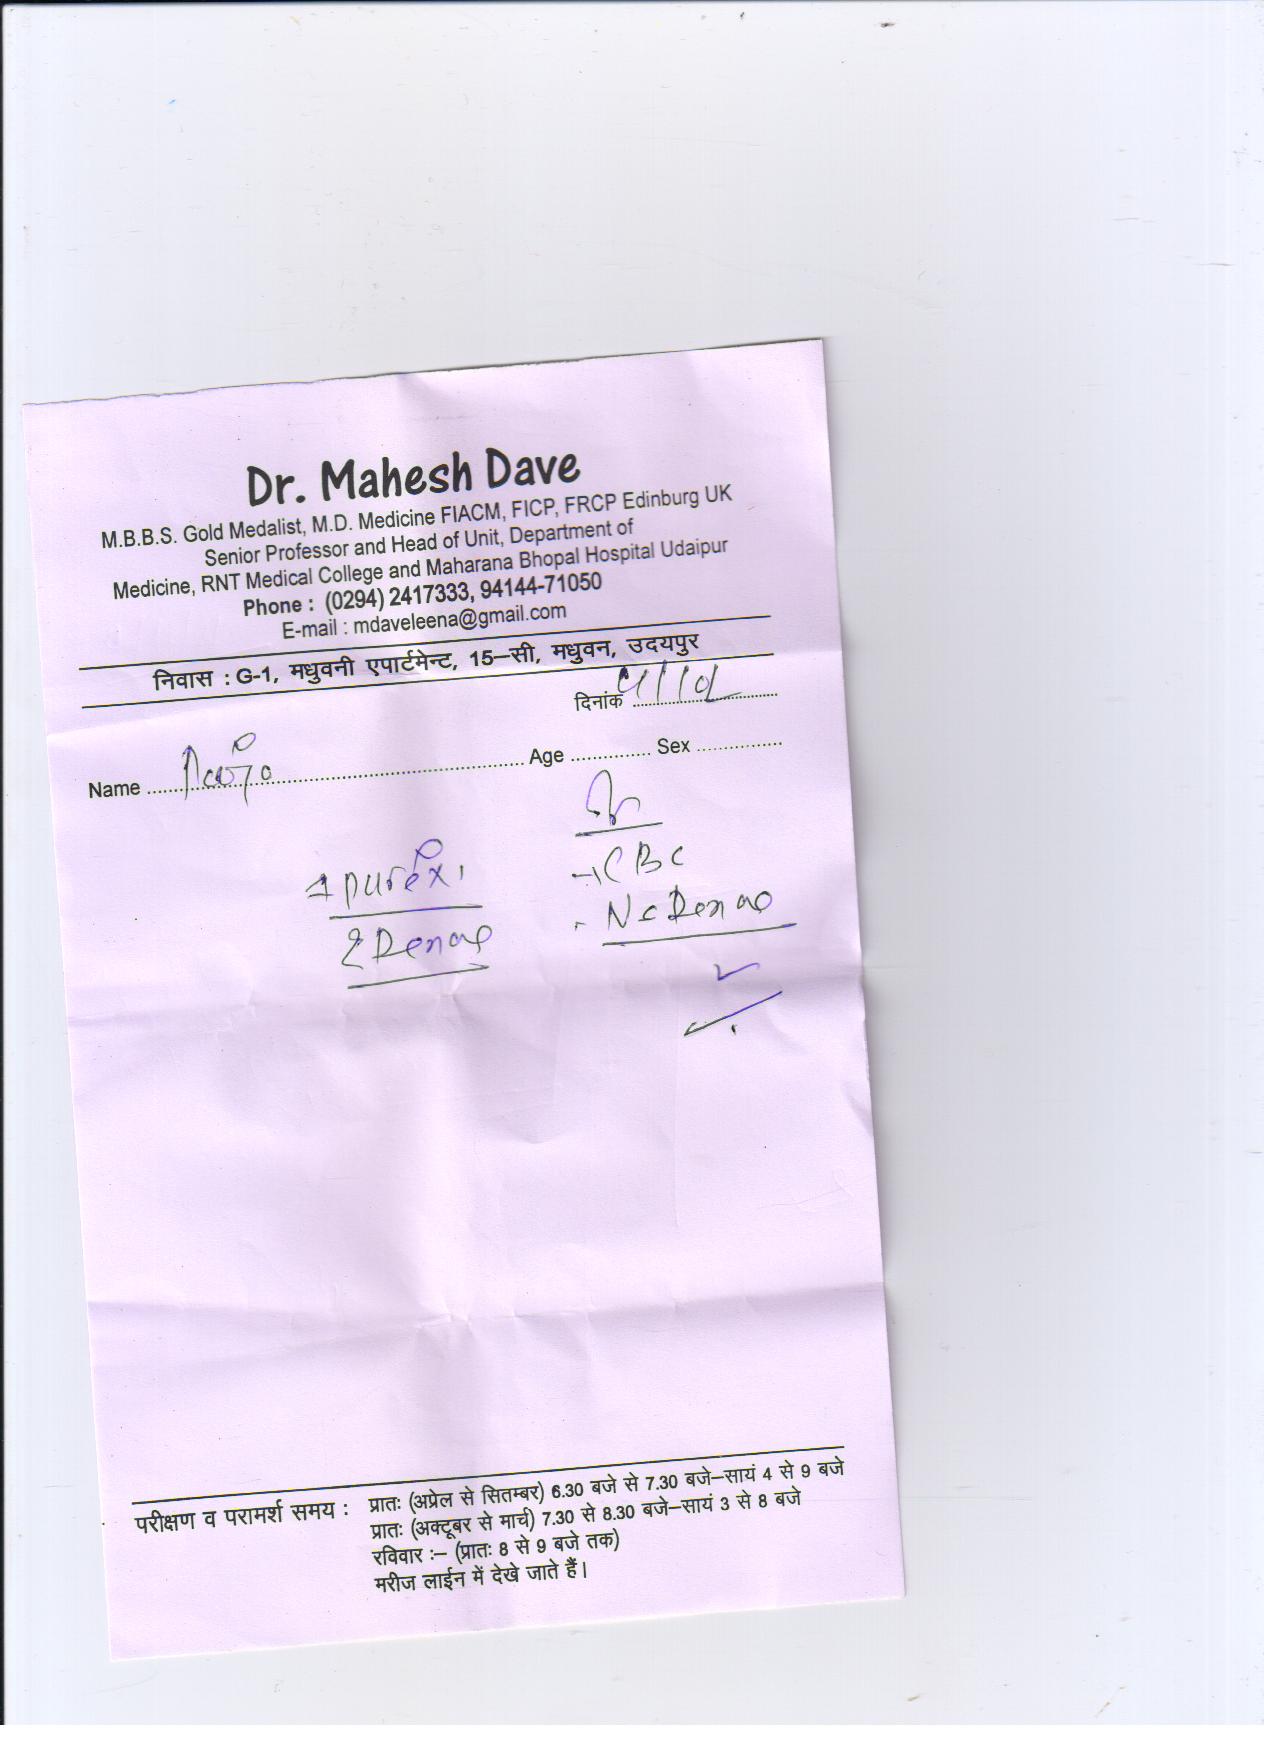 Dr. Mahesh Dave
M.B.B.S. Gold Medalist, M.D. Medicine FIACM, FICP, FRCP Edinburg UK
Senior Professor and Head of Unit, Department of
Medicine, RNT Medical College and Maharana Bhopal Hospital Udaipur
Phone : (0294) 2417333, 94144-71050
E-mail : mdaveleena@gmail.com
निवास : G-1, मधुवनी एपार्टमेन्ट, 15–सी, मधुवन, उदयपुर
दिनांक
Name Age Sex
CBC
परीक्षण व परामर्श समय : प्रातः (अप्रेल से सितम्बर) 6.30 बजे से 7.30 बजे–सायं 4 से 9 बजे
प्रातः (अक्टूबर से मार्च) 7.30 से 8.30 बजे–सायं 3 से 8 बजे
रविवार :– (प्रातः 8 से 9 बजे तक)
मरीज लाईन में देखे जाते हैं।